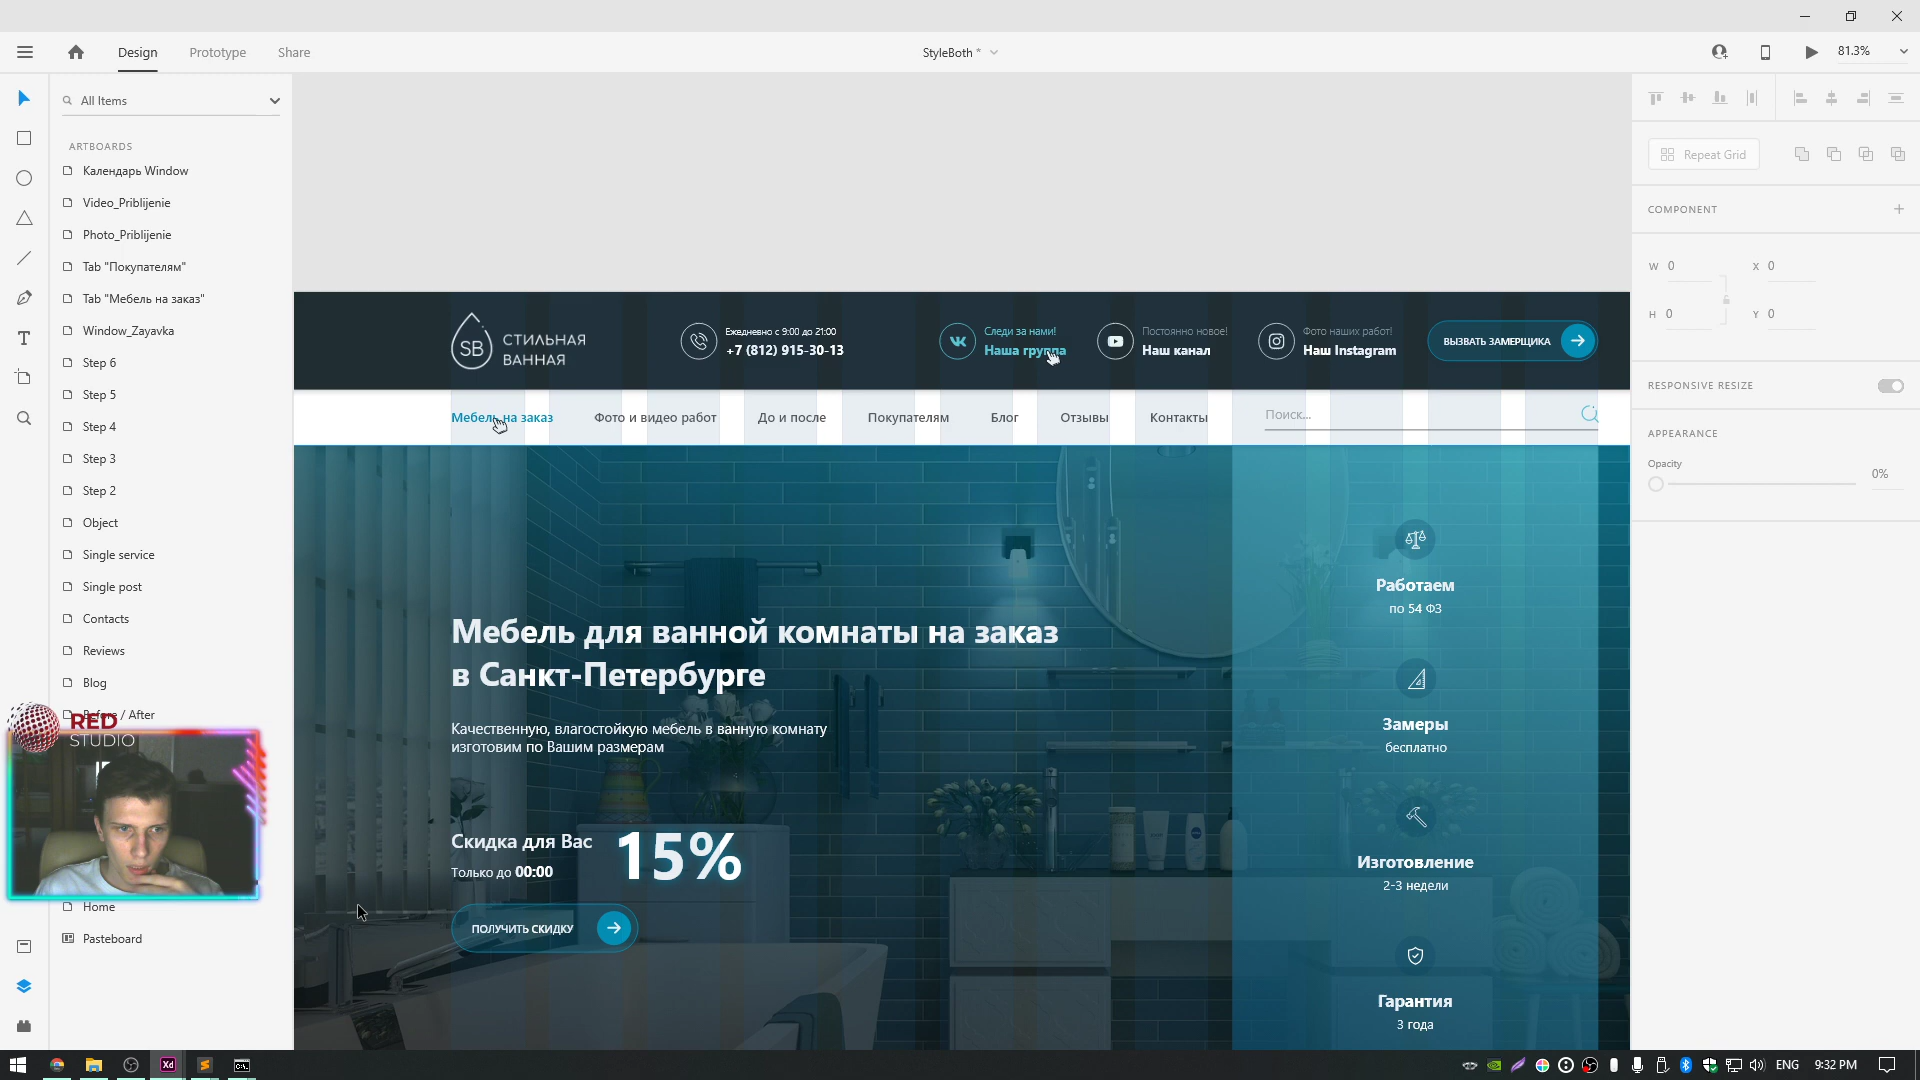 Design
Prototype
Share
StyleBoth *
81.3%
All Items
ARTBOARDS
Календарь Window
Video_Priblijenie
Photo_Priblijenie
Tab "Покупателям"
Tab "Мебель на заказ"
Window_Zayavka
Step 6
Step 5
Step 4
Step 3
Step 2
Object
Single service
Single post
Contacts
Reviews
Blog
Before / After
RED
STUDIO
Home
Pasteboard
SB
СТИЛЬНАЯ
ВАННАЯ
Ежедневно с 9:00 до 21:00
+7 (812) 915-30-13
Следи за нами!
Наша группа
Постоянно новое!
Наш канал
Фото наших работ!
Наш Instagram
ВЫЗВАТЬ ЗАМЕРЩИКА
Мебель на заказ
Фото и видео работ
До и после
Покупателям
Блог
Отзывы
Контакты
Поиск...
Мебель для ванной комнаты на заказ
в Санкт-Петербурге
Качественную, влагостойкую мебель в ванную комнату
изготовим по Вашим размерам
Скидка для Вас
Только до 00:00
15%
ПОЛУЧИТЬ СКИДКУ
Работаем
по 54 ФЗ
Замеры
бесплатно
Изготовление
2-3 недели
Гарантия
3 года
Repeat Grid
COMPONENT
W 0
X 0
H 0
Y 0
RESPONSIVE RESIZE
APPEARANCE
Opacity
0%
Xd
ENG
9:32 PM